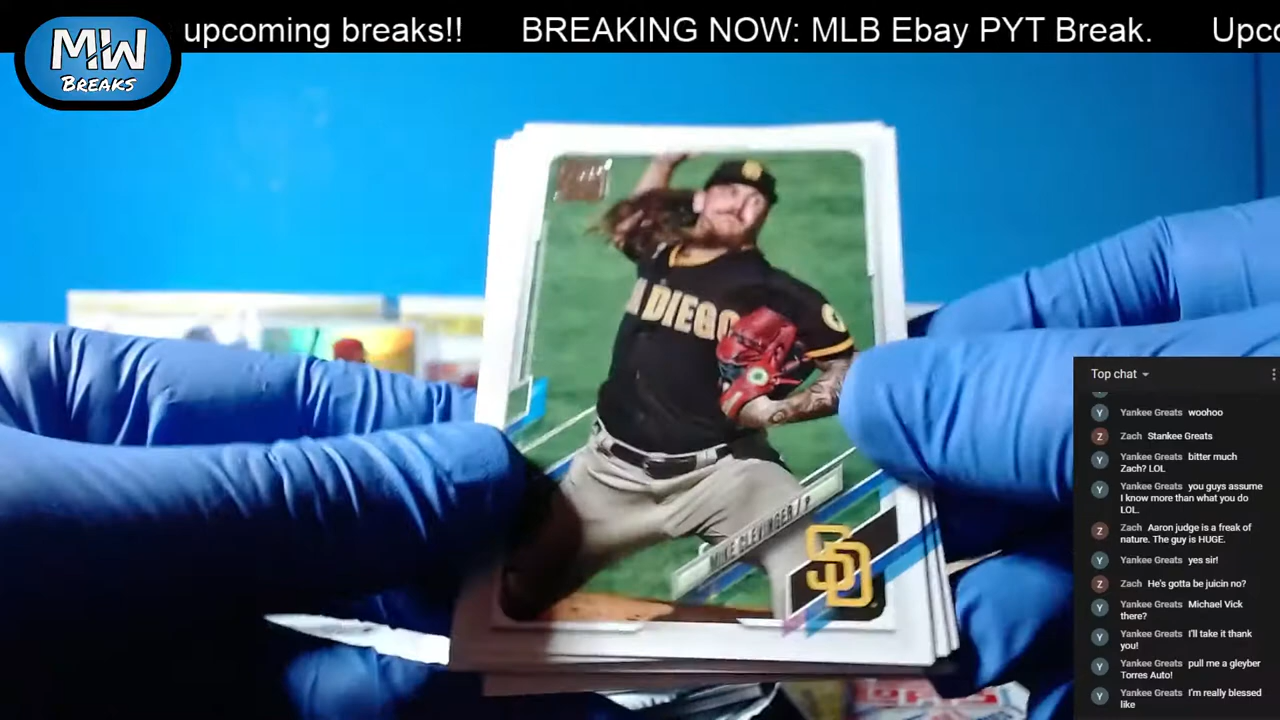 upcoming breaks!! BREAKING NOW: MLB Ebay PYT Break. Upco
MW
BREAKS
N DIEGO
MIKE CLEVINGER / P
SD
Top chat
Yankee Greats woohoo
Zach Stankee Greats
Yankee Greats bitter much
Zach? LOL
Yankee Greats you guys assume
I know more than what you do
LOL.
Zach Aaron judge is a freak of
nature. The guy is HUGE.
Yankee Greats yes sir!
Zach He's gotta be juicin no?
Yankee Greats Michael Vick
there?
Yankee Greats I'll take it thank
you!
Yankee Greats pull me a gleyber
Torres Auto!
Yankee Greats I'm really blessed
like